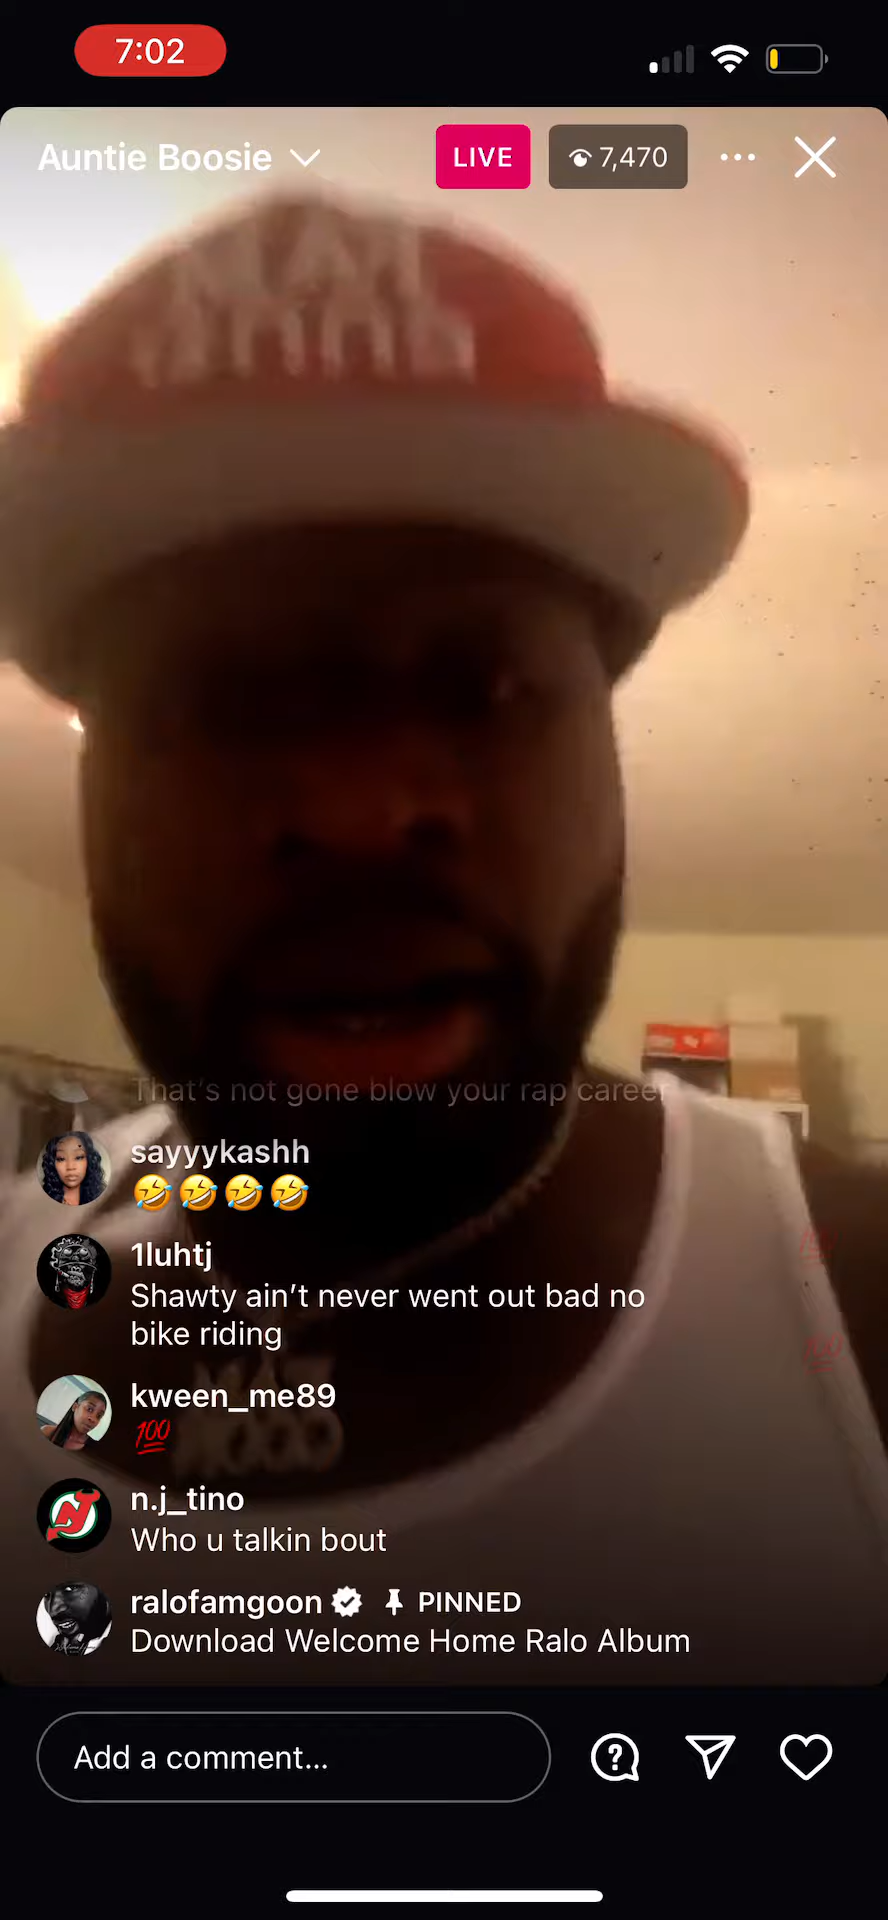 7:02
Auntie Boosie
LIVE
7,470
That's not gone blow your rap career
sayyykashh
🤣🤣🤣🤣
1luhtj
Shawty ain't never went out bad no
bike riding
kween_me89
💯
n.j_tino
Who u talkin bout
ralofamgoon PINNED
Download Welcome Home Ralo Album
Add a comment...